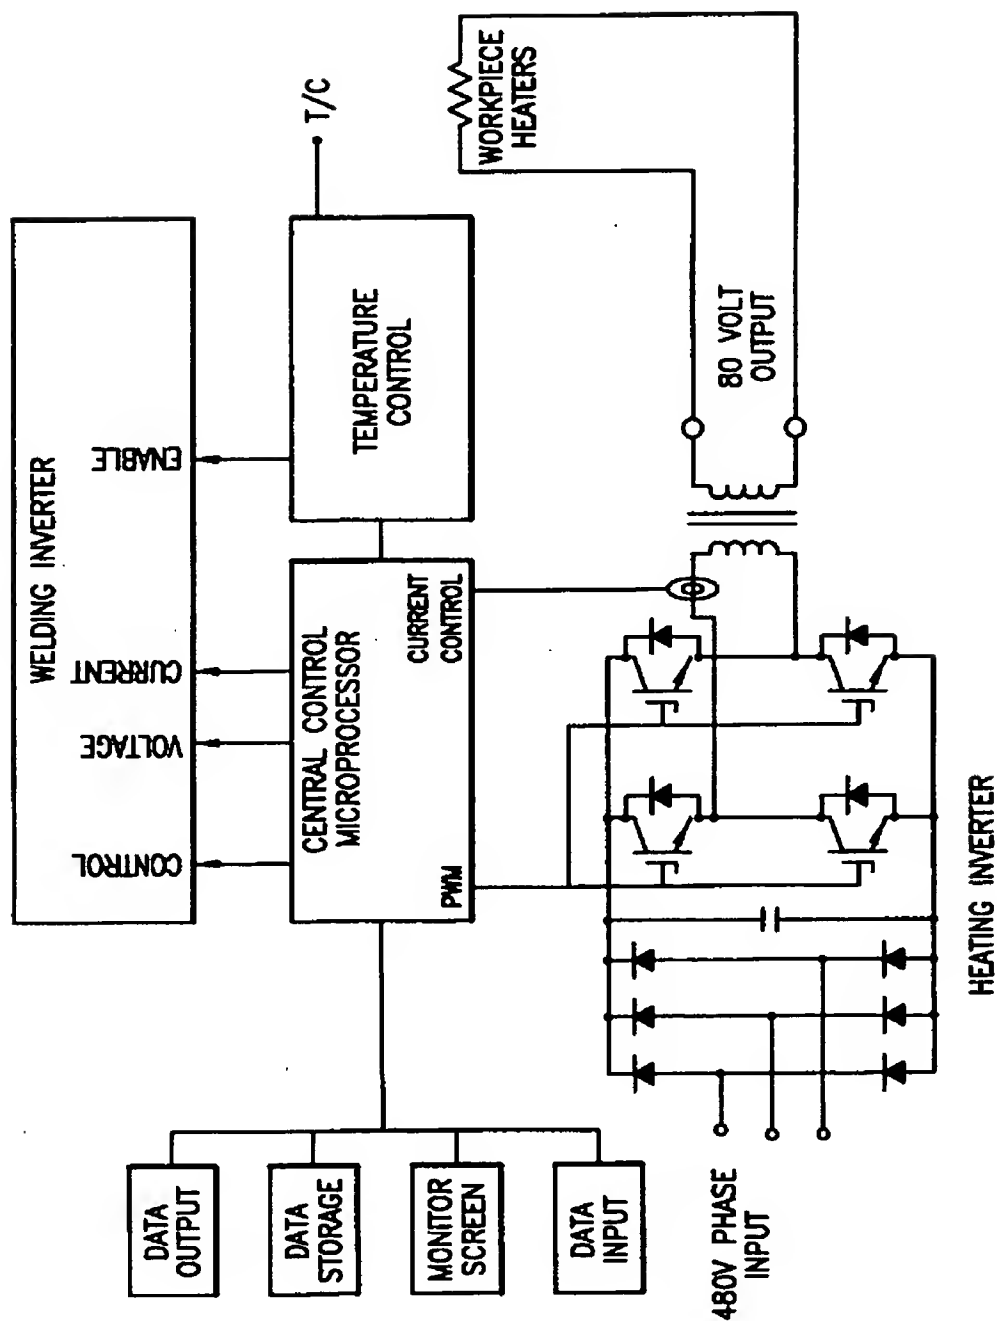 WELDING INVERTER
CONTROL
VOLTAGE
CURRENT
ENABLE
CENTRAL CONTROL
MICROPROCESSOR
PWM
CURRENT
CONTROL
TEMPERATURE
CONTROL
T/C
WORKPIECE
HEATERS
DATA
OUTPUT
DATA
STORAGE
MONITOR
SCREEN
DATA
INPUT
80 VOLT
OUTPUT
480V PHASE
INPUT
HEATING INVERTER